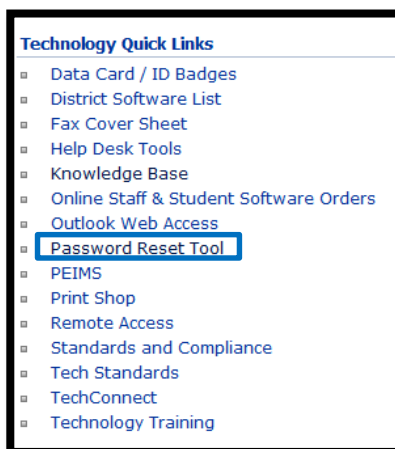 Technology Quick Links
Data Card / ID Badges
District Software List
Fax Cover Sheet
Help Desk Tools
Knowledge Base
Online Staff & Student Software Orders
Outlook Web Access
Password Reset Tool
PEIMS
Print Shop
Remote Access
Standards and Compliance
Tech Standards
TechConnect
Technology Training